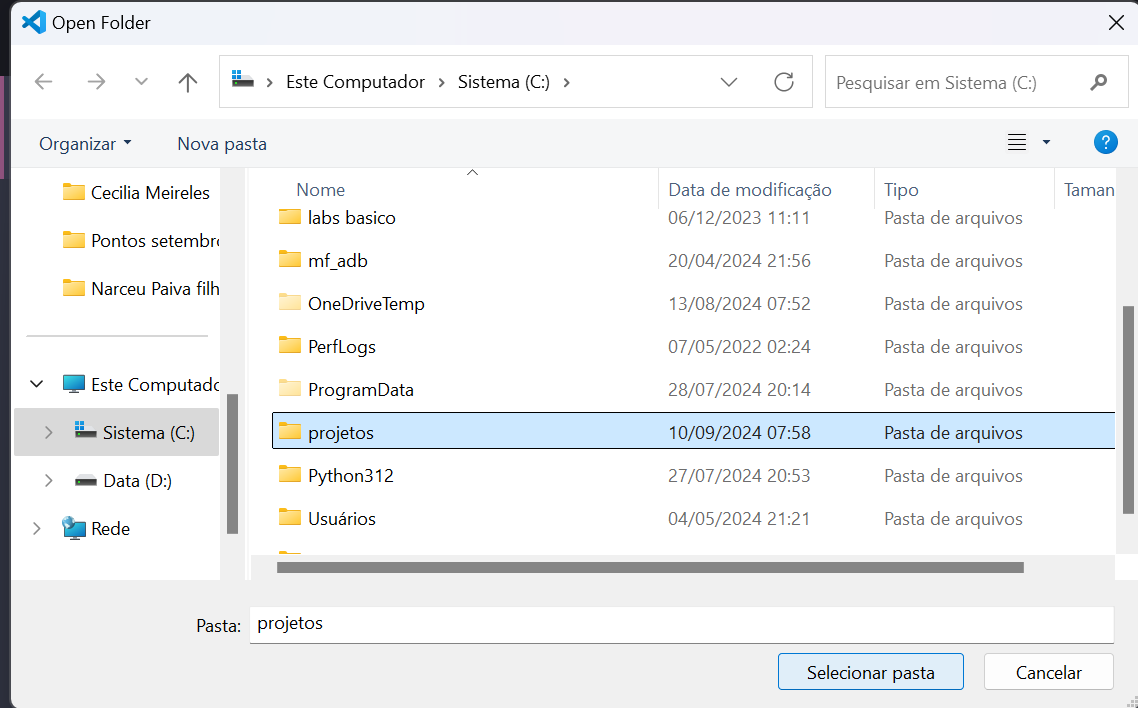 Open Folder
Este Computador > Sistema (C:) >
Pesquisar em Sistema (C:)
Organizar
Nova pasta
?
Cecilia Meireles
Pontos setembr
Narceu Paiva filh
Este Computad
Sistema (C:)
Data (D:)
Rede
Nome Data de modificação Tipo Taman
labs basico 06/12/2023 11:11 Pasta de arquivos
mf_adb 20/04/2024 21:56 Pasta de arquivos
OneDriveTemp 13/08/2024 07:52 Pasta de arquivos
PerfLogs 07/05/2022 02:24 Pasta de arquivos
ProgramData 28/07/2024 20:14 Pasta de arquivos
projetos 10/09/2024 07:58 Pasta de arquivos
Python312 27/07/2024 20:53 Pasta de arquivos
Usuários 04/05/2024 21:21 Pasta de arquivos
Pasta: projetos
Selecionar pasta
Cancelar